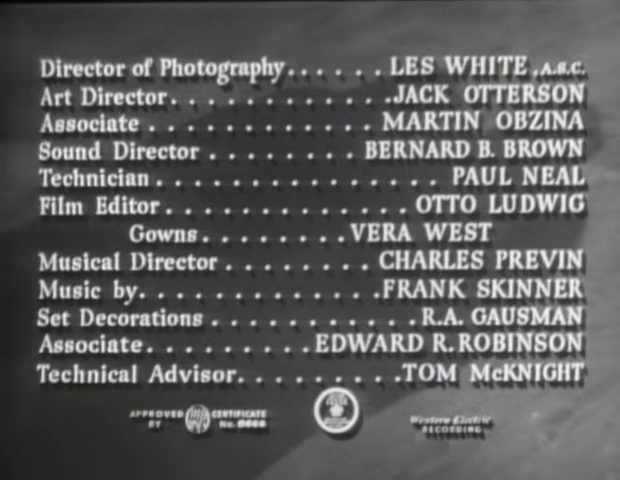 Director of Photography......LES WHITE, A.S.C.
Art Director.............JACK OTTERSON
Associate............MARTIN OBZINA
Sound Director.........BERNARD B. BROWN
Technician................PAUL NEAL
Film Editor..............OTTO LUDWIG
Gowns........VERA WEST
Musical Director........CHARLES PREVIN
Music by.............FRANK SKINNER
Set Decorations...........R.A. GAUSMAN
Associate.........EDWARD R. ROBINSON
Technical Advisor.........TOM McKNIGHT
APPROVED BY CERTIFICATE No.
Western Electric
RECORDING